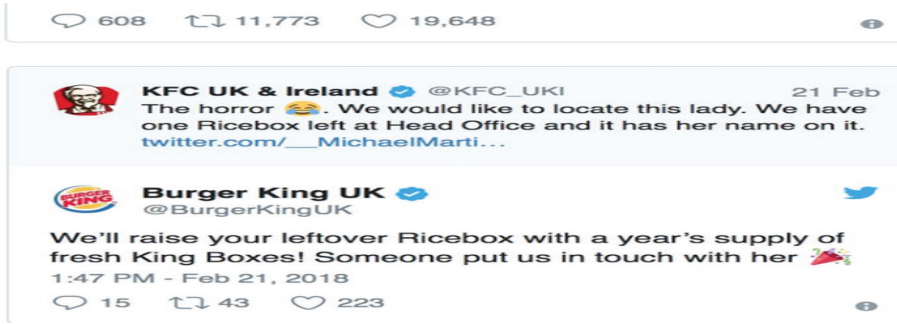 608 11,773 19,648
KFC UK & Ireland @KFC_UKI 21 Feb
The horror 😂. We would like to locate this lady. We have
one Ricebox left at Head Office and it has her name on it.
twitter.com/__MichaelMarti...
BURGER KING
Burger King UK
@BurgerKingUK
We'll raise your leftover Ricebox with a year's supply of
fresh King Boxes! Someone put us in touch with her 🎉
1:47 PM - Feb 21, 2018
15 43 223